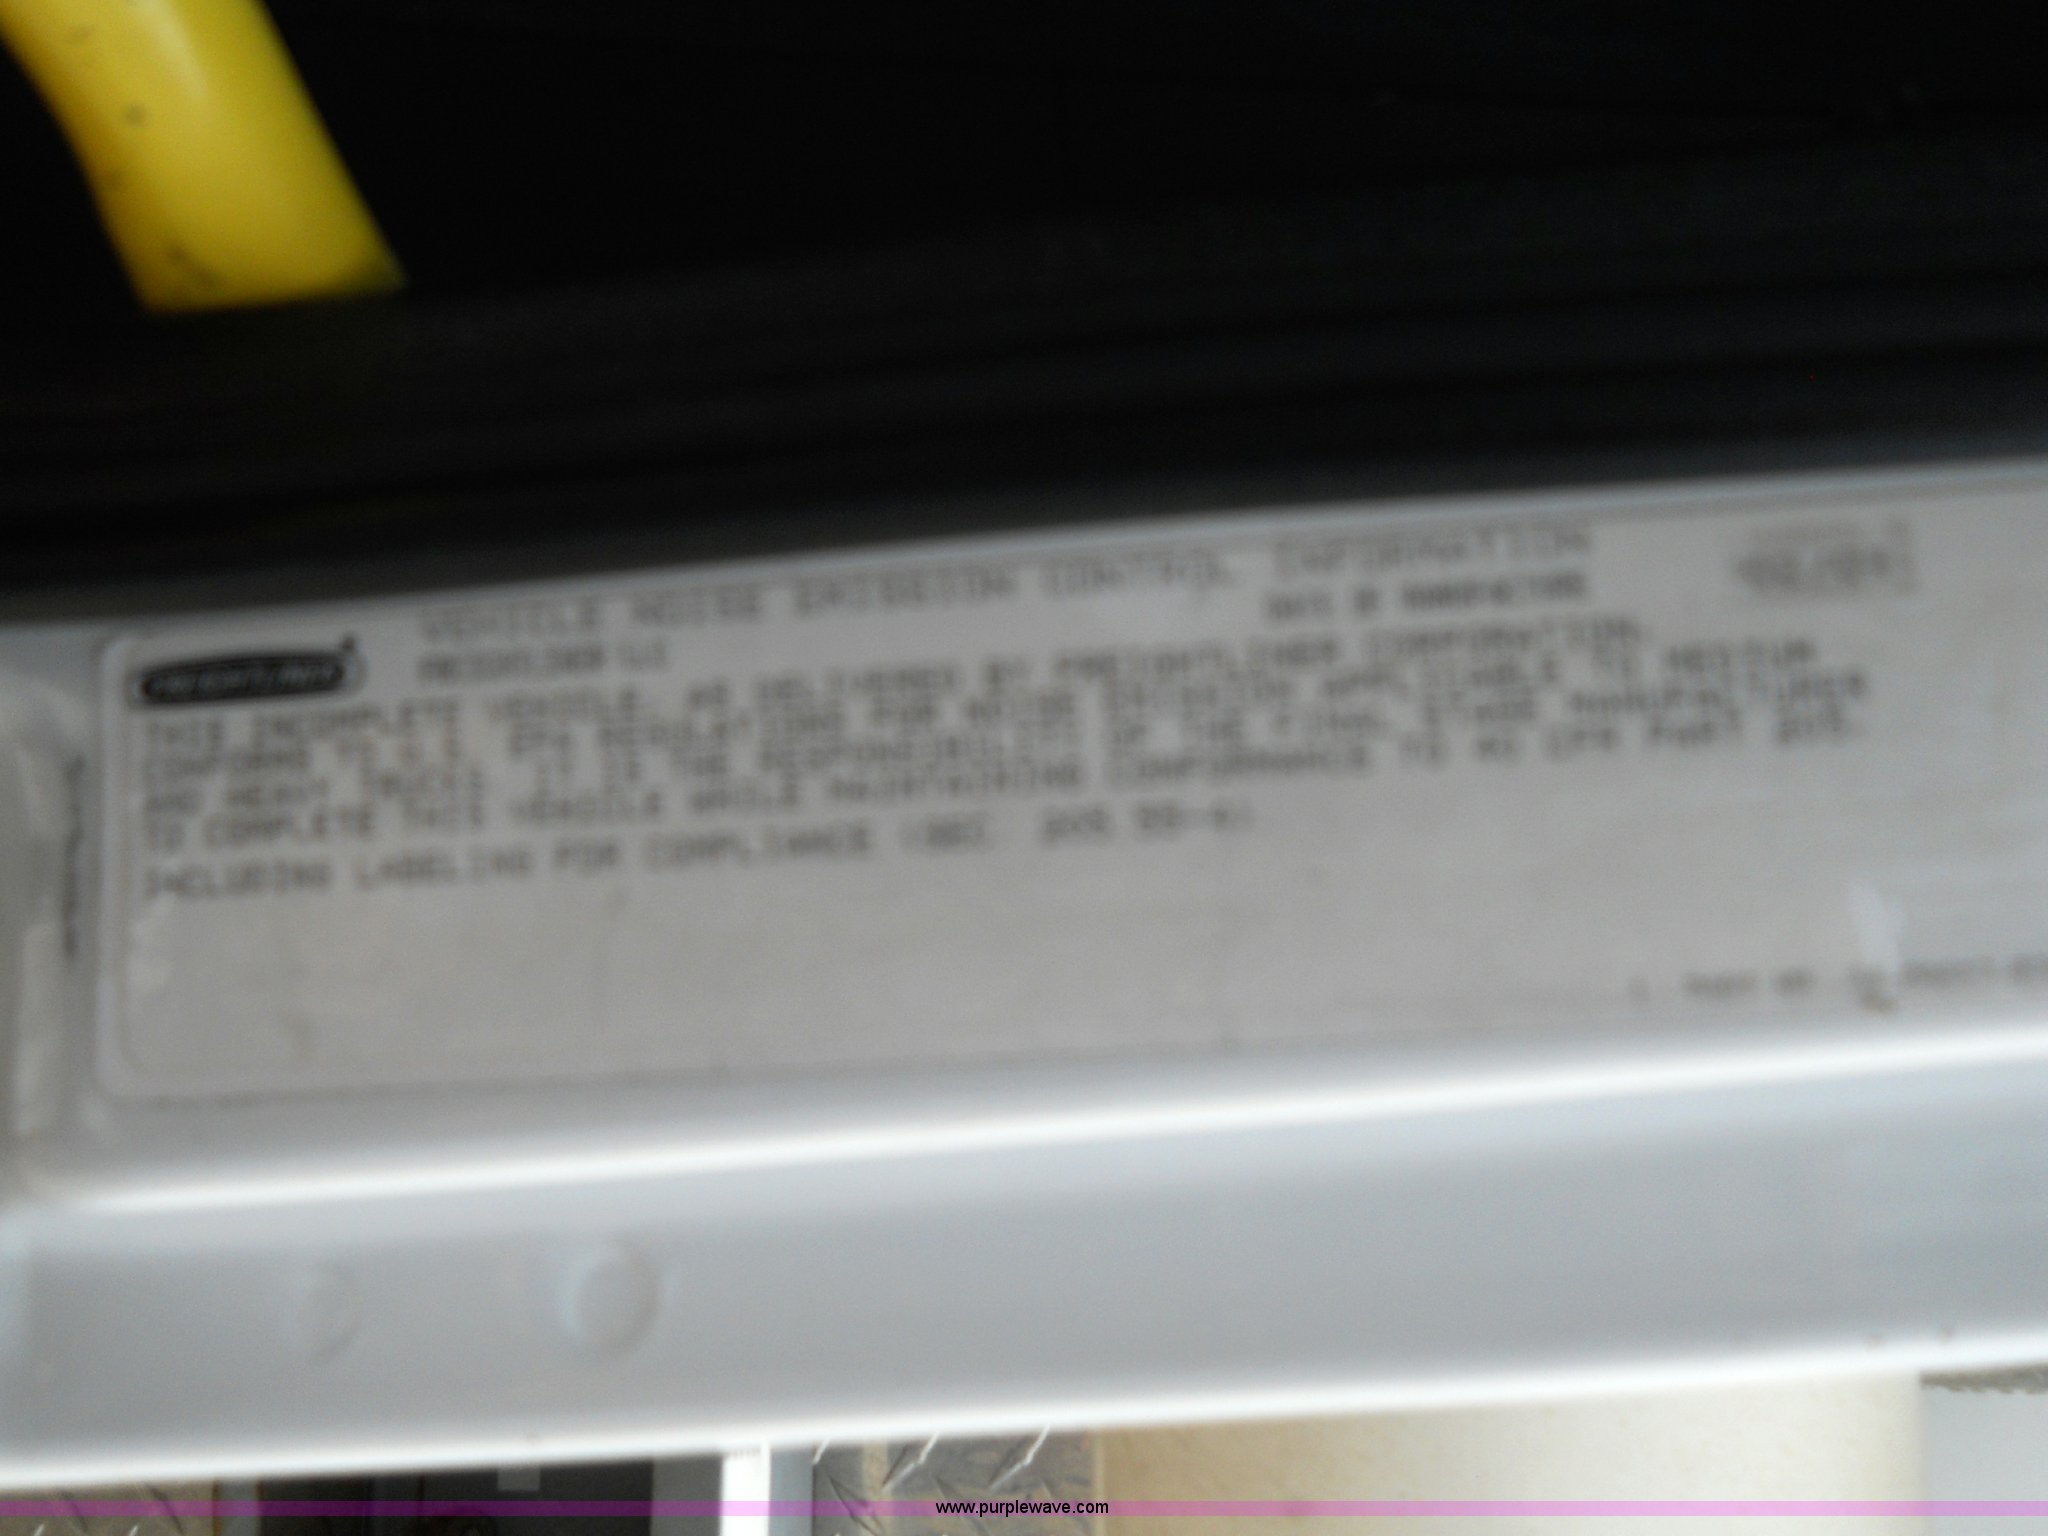 FREIGHTLINER
VEHICLE NOISE EMISSION CONTROL INFORMATION
THIS INCOMPLETE VEHICLE, AS DELIVERED BY FREIGHTLINER CORPORATION,
CONFORMS TO U.S. EPA REGULATIONS FOR NOISE EMISSION APPLICABLE TO MEDIUM
AND HEAVY TRUCKS. IT IS THE RESPONSIBILITY OF THE FINAL STAGE MANUFACTURER
TO COMPLETE THIS VEHICLE WHILE MAINTAINING CONFORMANCE TO 40 CFR PART 205,
INCLUDING LABELING FOR COMPLIANCE (SEC
www.purplewave.com